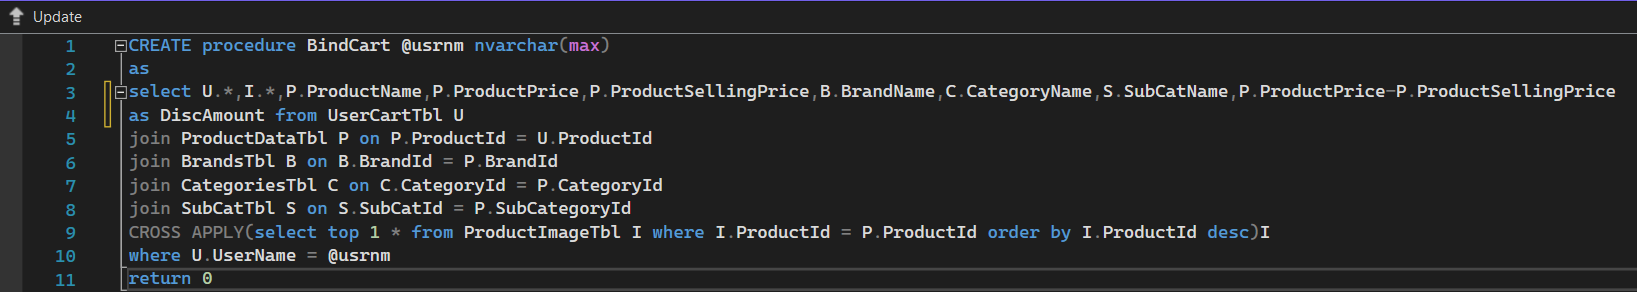 Update
1 CREATE procedure BindCart @usrnm nvarchar(max)
2 as
3 select U.*,I.*,P.ProductName,P.ProductPrice,P.ProductSellingPrice,B.BrandName,C.CategoryName,S.SubCatName,P.ProductPrice-P.ProductSellingPrice
4 as DiscAmount from UserCartTbl U
5 join ProductDataTbl P on P.ProductId = U.ProductId
6 join BrandsTbl B on B.BrandId = P.BrandId
7 join CategoriesTbl C on C.CategoryId = P.CategoryId
8 join SubCatTbl S on S.SubCatId = P.SubCategoryId
9 CROSS APPLY(select top 1 * from ProductImageTbl I where I.ProductId = P.ProductId order by I.ProductId desc)I
10 where U.UserName = @usrnm
11 return 0